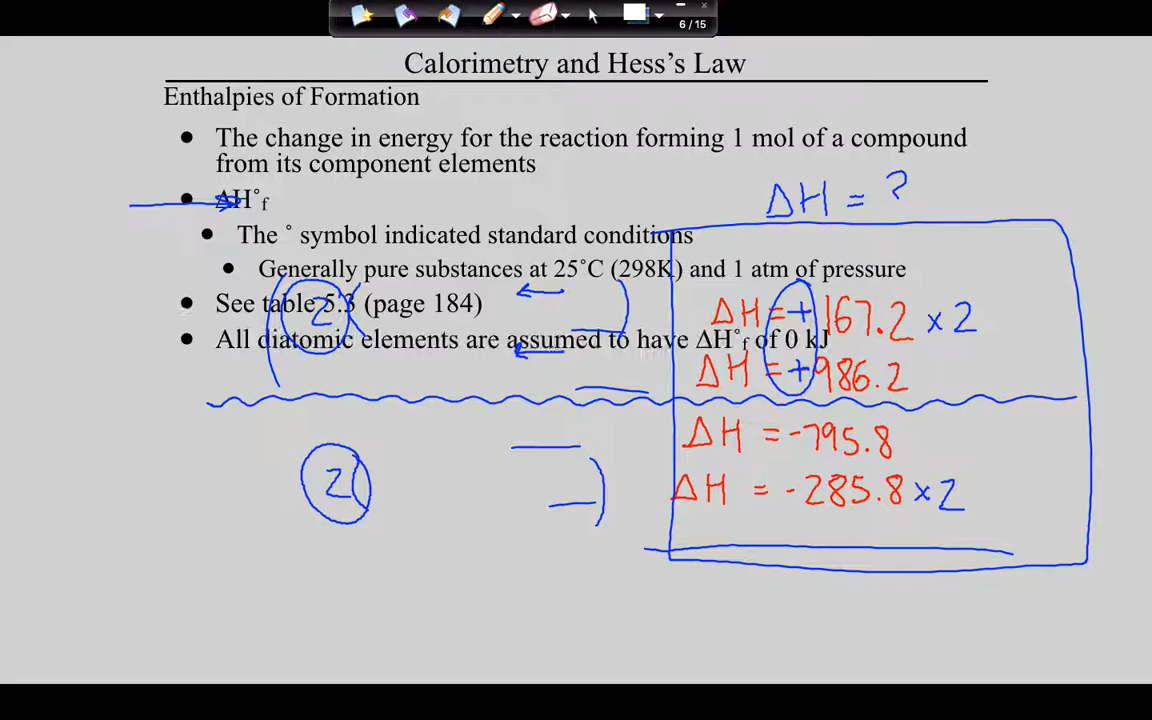 6 / 15
Calorimetry and Hess's Law
Enthalpies of Formation
● The change in energy for the reaction forming 1 mol of a compound
from its component elements
● ΔH˚f
ΔH = ?
● The ˚ symbol indicated standard conditions
● Generally pure substances at 25˚C (298K) and 1 atm of pressure
● See table 5.3 (page 184)
2
ΔH = +167.2 × 2
● All diatomic elements are assumed to have ΔH˚f of 0 kJ
ΔH = +986.2
ΔH = -795.8
2(
ΔH = -285.8 × 2